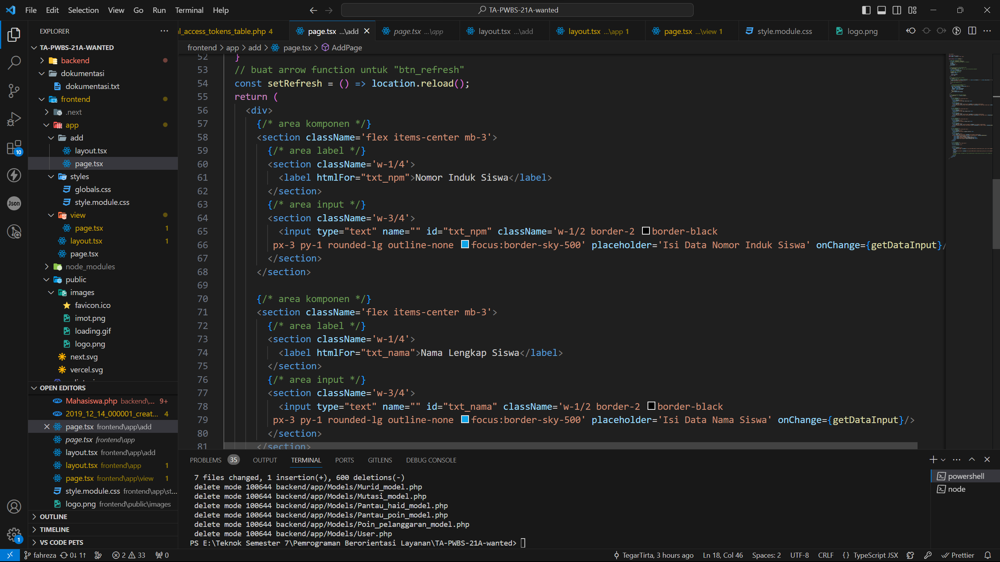 File Edit Selection View Go Run Terminal Help
TA-PWBS-21A-wanted
EXPLORER
TA-PWBS-21A-WANTED
backend
dokumentasi
dokumentasi.txt
frontend
.next
app
add
layout.tsx
page.tsx
styles
globals.css
style.module.css
view
page.tsx 1
layout.tsx 1
page.tsx
node_modules
public
images
favicon.ico
imot.png
loading.gif
logo.png
next.svg
vercel.svg
OPEN EDITORS
Mahasiswa.php backend\... 9+
2019_12_14_000001_creat... 4
page.tsx frontend\app\add
page.tsx frontend\app
layout.tsx frontend\app\add
layout.tsx frontend\app 1
page.tsx frontend\app\view 1
style.module.css frontend\app\st...
logo.png frontend\public\images
OUTLINE
TIMELINE
VS CODE PETS
10
Json
1
l_access_tokens_table.php 4
page.tsx ...\add
page.tsx ...\app
layout.tsx ...\add
layout.tsx ...\app 1
page.tsx ...\view 1
style.module.css
logo.png
frontend > app > add > page.tsx > AddPage
52 }
53 // buat arrow function untuk "btn_refresh"
54 const setRefresh = () => location.reload();
55 return (
56 <div>
57 {/* area komponen */}
58 <section className='flex items-center mb-3'>
59 {/* area label */}
60 <section className='w-1/4'>
61 <label htmlFor="txt_npm">Nomor Induk Siswa</label>
62 </section>
63 {/* area input */}
64 <section className='w-3/4'>
65 <input type="text" name="" id="txt_npm" className='w-1/2 border-2 border-black
66 px-3 py-1 rounded-lg outline-none focus:border-sky-500' placeholder='Isi Data Nomor Induk Siswa' onChange={getDataInput}/
67 </section>
68 </section>
69
70 {/* area komponen */}
71 <section className='flex items-center mb-3'>
72 {/* area label */}
73 <section className='w-1/4'>
74 <label htmlFor="txt_nama">Nama Lengkap Siswa</label>
75 </section>
76 {/* area input */}
77 <section className='w-3/4'>
78 <input type="text" name="" id="txt_nama" className='w-1/2 border-2 border-black
79 px-3 py-1 rounded-lg outline-none focus:border-sky-500' placeholder='Isi Data Nama Siswa' onChange={getDataInput}/>
80 </section>
81 </section>
PROBLEMS 35 OUTPUT TERMINAL PORTS GITLENS DEBUG CONSOLE
7 files changed, 1 insertion(+), 600 deletions(-)
delete mode 100644 backend/app/Models/Murid_model.php
delete mode 100644 backend/app/Models/Mutasi_model.php
delete mode 100644 backend/app/Models/Pantau_haid_model.php
delete mode 100644 backend/app/Models/Pantau_poin_model.php
delete mode 100644 backend/app/Models/Poin_pelanggaran_model.php
delete mode 100644 backend/app/Models/User.php
PS E:\Teknok Semester 7\Pemrograman Berorientasi Layanan\TA-PWBS-21A-wanted>
powershell
node
fahreza 0↓ 1↑ 2 33 0
TegarTirta, 3 hours ago Ln 18, Col 46 Spaces: 2 UTF-8 CRLF {} TypeScript JSX Prettier